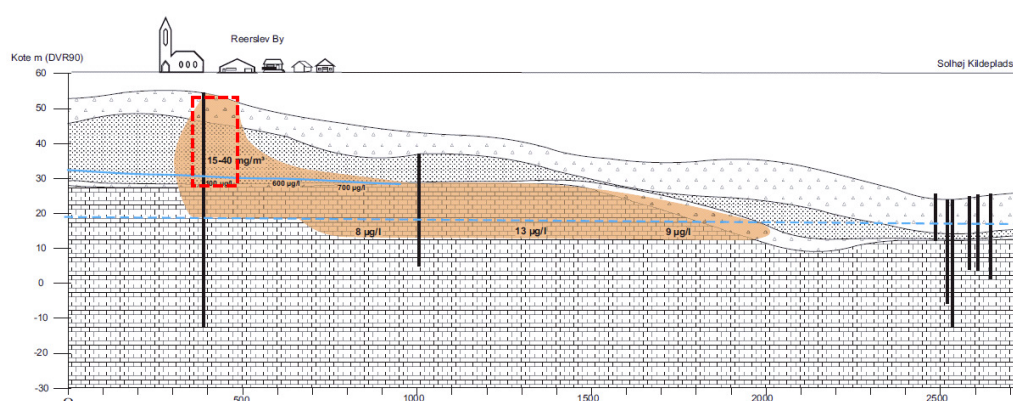 Reerslev By
Kote m (DVR90)
Solhøj Kildeplads
60
50
40
30
20
10
0
-10
-20
-30
15-40 mg/m³
600 µg/l
700 µg/l
8 µg/l
13 µg/l
9 µg/l
500
1000
1500
2000
2500